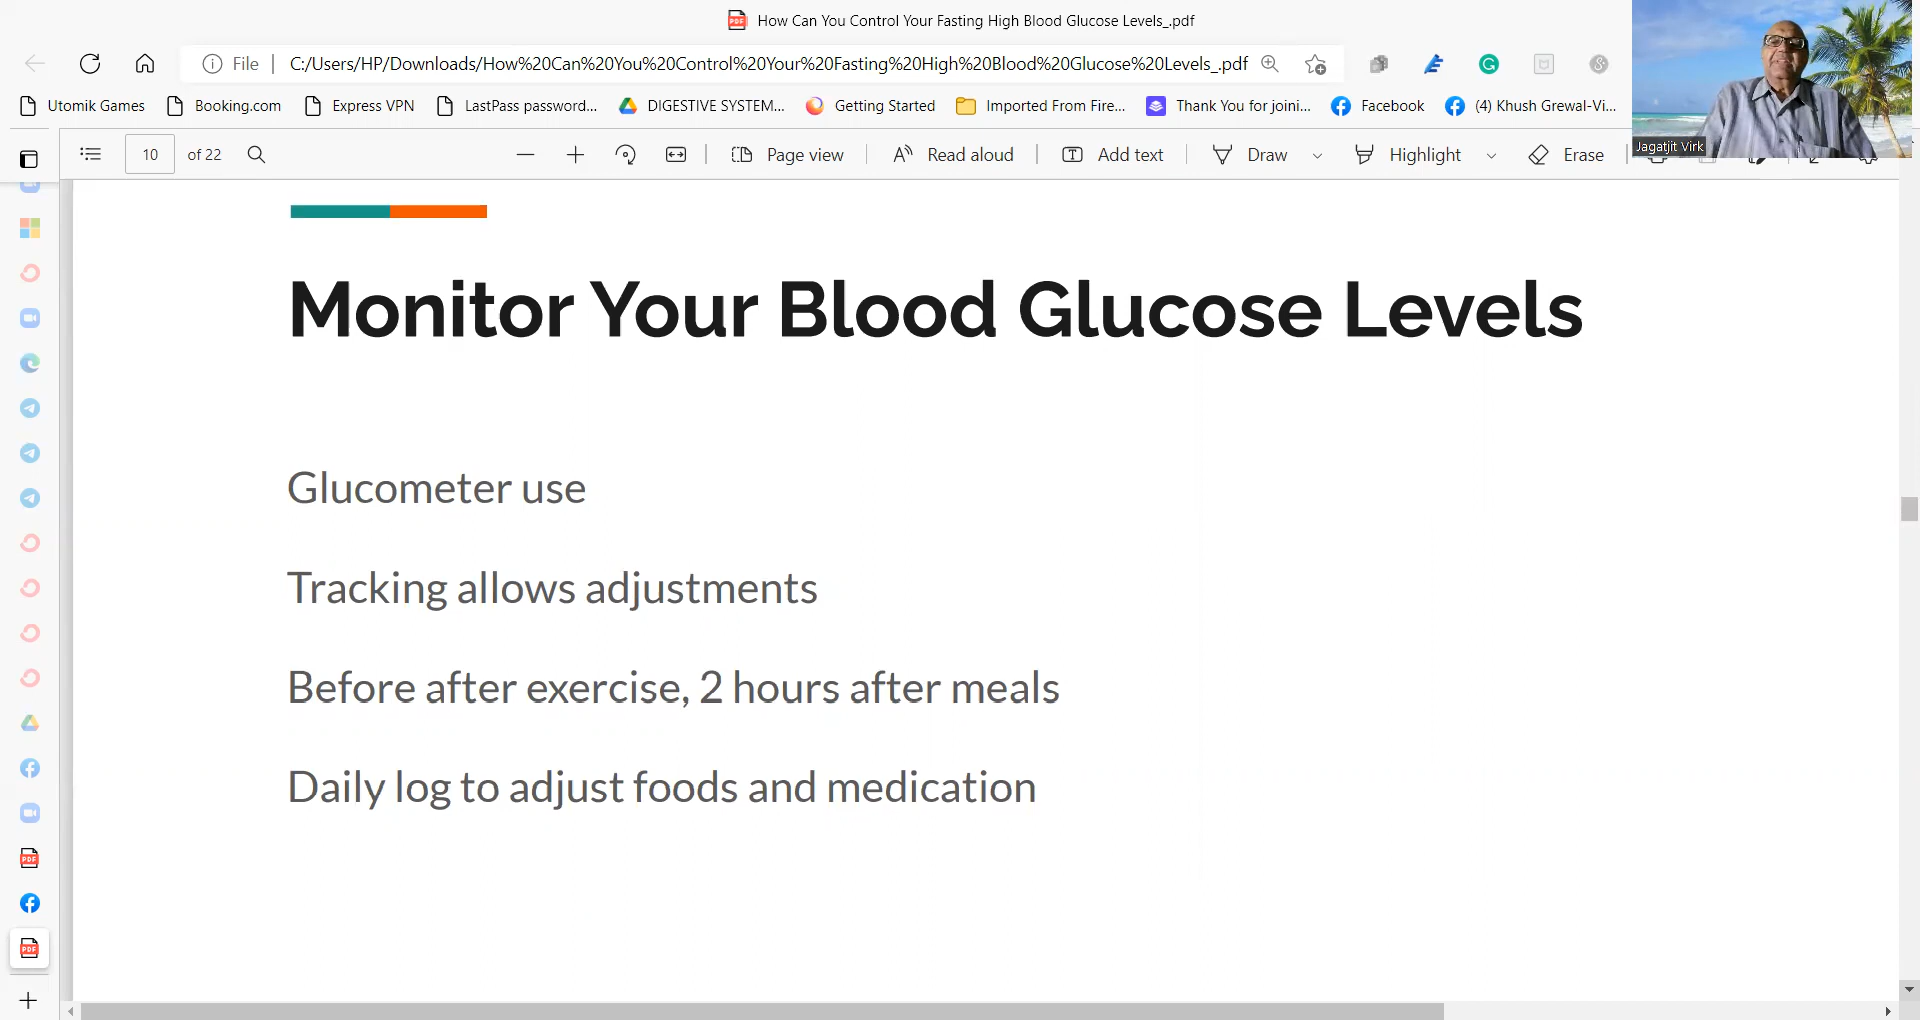 How Can You Control Your Fasting High Blood Glucose Levels_.pdf
File C:/Users/HP/Downloads/How%20Can%20You%20Control%20Your%20Fasting%20High%20Blood%20Glucose%20Levels_.pdf
Utomik Games Booking.com Express VPN LastPass password... DIGESTIVE SYSTEM... Getting Started Imported From Fire... Thank You for joini... Facebook (4) Khush Grewal-Vi...
Jagatjit Virk
10 of 22 Page view Read aloud Add text Draw Highlight Erase
Monitor Your Blood Glucose Levels
Glucometer use
Tracking allows adjustments
Before after exercise, 2 hours after meals
Daily log to adjust foods and medication